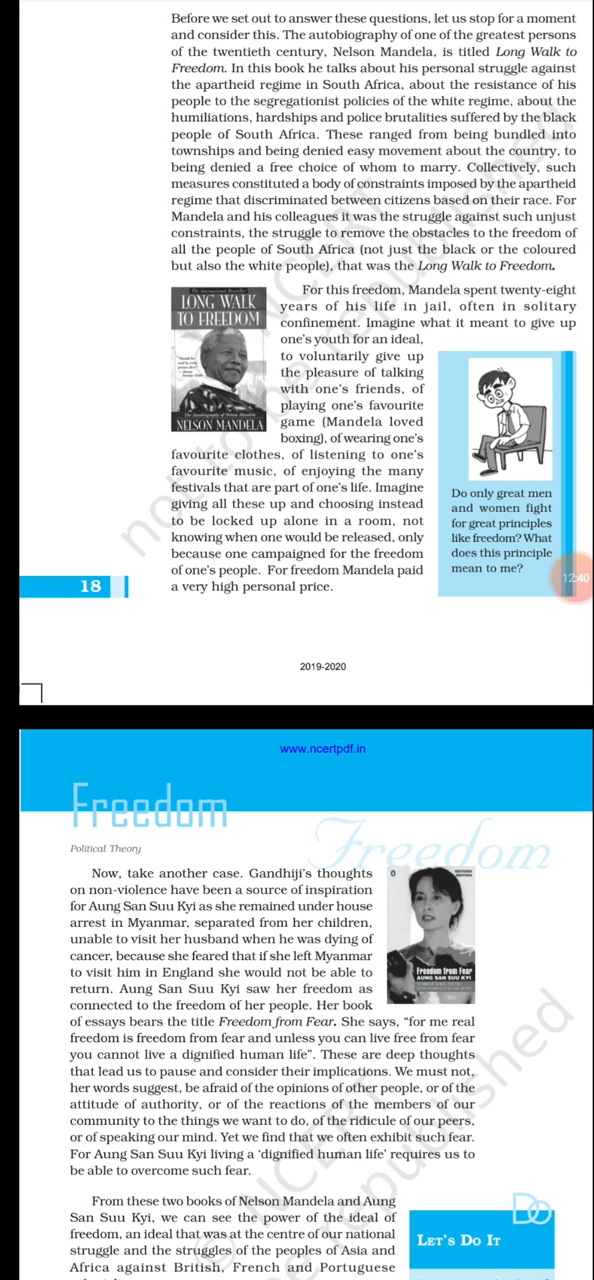 Before we set out to answer these questions, let us stop for a moment
and consider this. The autobiography of one of the greatest persons
of the twentieth century, Nelson Mandela, is titled Long Walk to
Freedom. In this book he talks about his personal struggle against
the apartheid regime in South Africa, about the resistance of his
people to the segregationist policies of the white regime, about the
humiliations, hardships and police brutalities suffered by the black
people of South Africa. These ranged from being bundled into
townships and being denied easy movement about the country, to
being denied a free choice of whom to marry. Collectively, such
measures constituted a body of constraints imposed by the apartheid
regime that discriminated between citizens based on their race. For
Mandela and his colleagues it was the struggle against such unjust
constraints, the struggle to remove the obstacles to the freedom of
all the people of South Africa (not just the black or the coloured
but also the white people), that was the Long Walk to Freedom.
The International Bestseller
LONG WALK
TO FREEDOM
The Autobiography of Nelson Mandela
NELSON MANDELA
For this freedom, Mandela spent twenty-eight
years of his life in jail, often in solitary
confinement. Imagine what it meant to give up
one's youth for an ideal,
to voluntarily give up
the pleasure of talking
with one's friends, of
playing one's favourite
game (Mandela loved
boxing), of wearing one's
favourite clothes, of listening to one's
favourite music, of enjoying the many
festivals that are part of one's life. Imagine
giving all these up and choosing instead
to be locked up alone in a room, not
knowing when one would be released, only
because one campaigned for the freedom
of one's people. For freedom Mandela paid
a very high personal price.
Do only great men
and women fight
for great principles
like freedom? What
does this principle
mean to me?
12:40
18
2019-2020
www.ncertpdf.in
Freedom
Freedom
Political Theory
Now, take another case. Gandhiji's thoughts
on non-violence have been a source of inspiration
for Aung San Suu Kyi as she remained under house
arrest in Myanmar, separated from her children,
unable to visit her husband when he was dying of
cancer, because she feared that if she left Myanmar
to visit him in England she would not be able to
return. Aung San Suu Kyi saw her freedom as
connected to the freedom of her people. Her book
of essays bears the title Freedom from Fear. She says, "for me real
freedom is freedom from fear and unless you can live free from fear
you cannot live a dignified human life". These are deep thoughts
that lead us to pause and consider their implications. We must not,
her words suggest, be afraid of the opinions of other people, or of the
attitude of authority, or of the reactions of the members of our
community to the things we want to do, of the ridicule of our peers,
or of speaking our mind. Yet we find that we often exhibit such fear.
For Aung San Suu Kyi living a 'dignified human life' requires us to
be able to overcome such fear.
REVISED
EDITION
Freedom from Fear
AUNG SAN SUU KYI
From these two books of Nelson Mandela and Aung
San Suu Kyi, we can see the power of the ideal of
freedom, an ideal that was at the centre of our national
struggle and the struggles of the peoples of Asia and
Africa against British, French and Portuguese
LET'S DO IT
Do
© NCERT
not to be republished